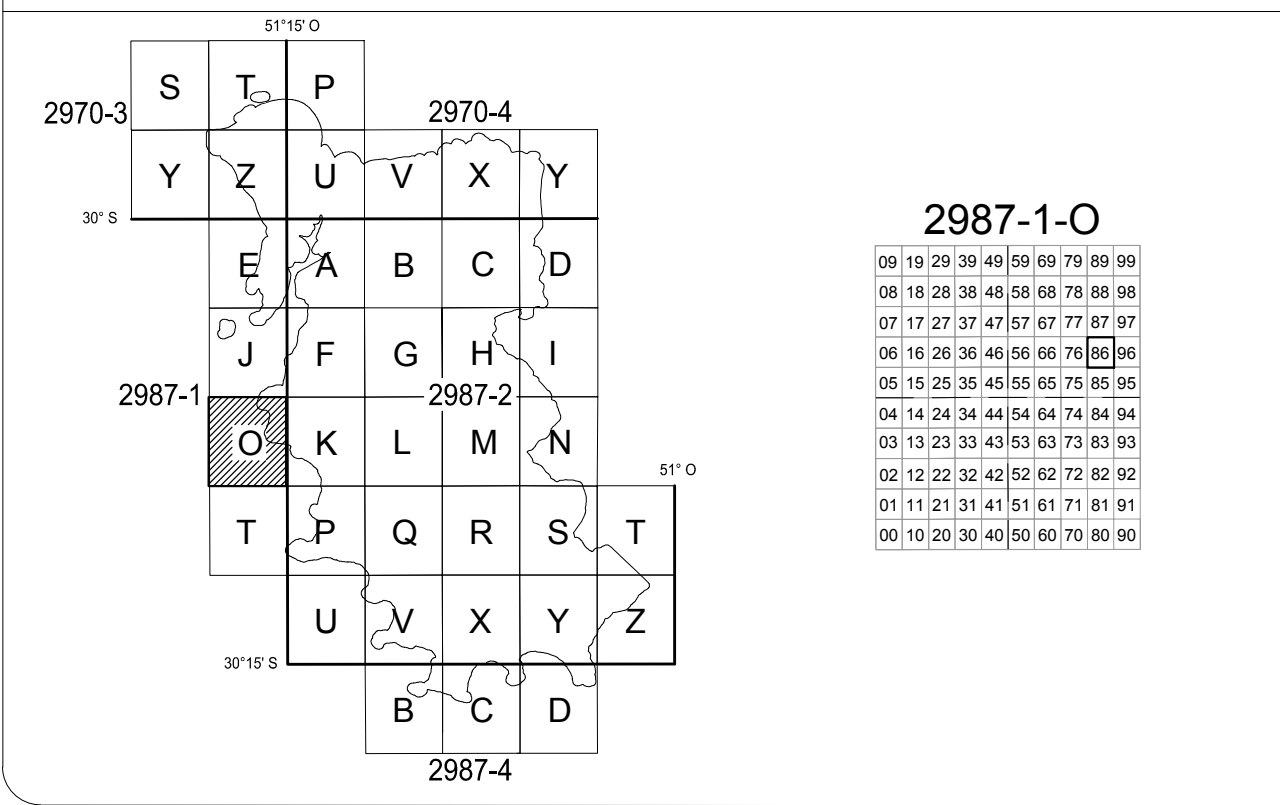 51°15' O
S T P
2970-3
2970-4
Y Z U V X Y
30° S
E A B C D
J F G H I
2987-1
2987-2
O K L M N
51° O
T P Q R S T
U V X Y Z
30°15' S
B C D
2987-4
2987-1-O
09 19 29 39 49 59 69 79 89 99
08 18 28 38 48 58 68 78 88 98
07 17 27 37 47 57 67 77 87 97
06 16 26 36 46 56 66 76 86 96
05 15 25 35 45 55 65 75 85 95
04 14 24 34 44 54 64 74 84 94
03 13 23 33 43 53 63 73 83 93
02 12 22 32 42 52 62 72 82 92
01 11 21 31 41 51 61 71 81 91
00 10 20 30 40 50 60 70 80 90